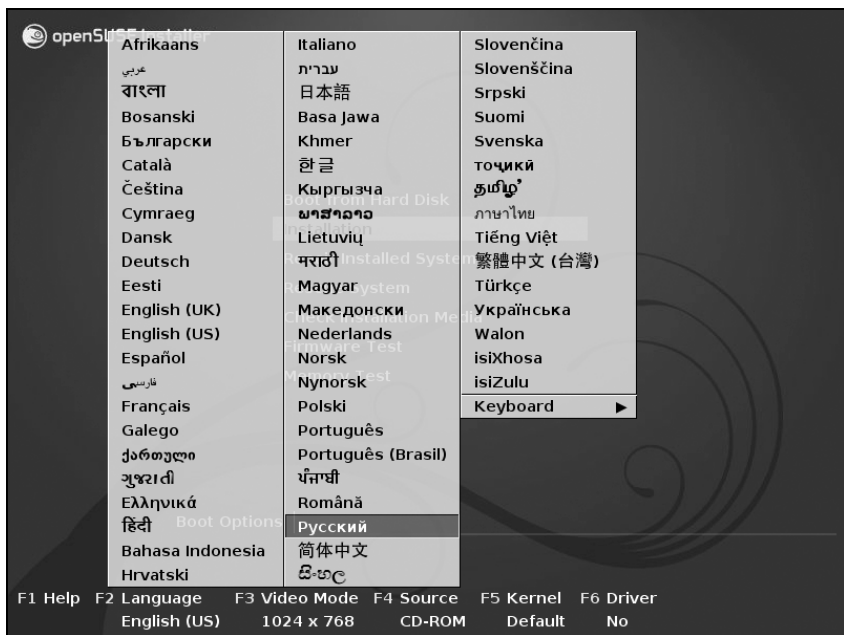 openSUSE Installer
Afrikaans
عربي
বাংলা
Bosanski
Български
Català
Čeština
Cymraeg
Dansk
Deutsch
Eesti
English (UK)
English (US)
Español
فارسی
Français
Galego
ქართული
ગુજરાતી
Ελληνικά
हिंदी
Bahasa Indonesia
Hrvatski
Italiano
עברית
日本語
Basa Jawa
Khmer
한글
Кыргызча
ພາສາລາວ
Lietuvių
मराठी
Magyar
Македонски
Nederlands
Norsk
Nynorsk
Polski
Português
Português (Brasil)
ਪੰਜਾਬੀ
Română
Русский
简体中文
සිංහල
Slovenčina
Slovenščina
Srpski
Suomi
Svenska
тоҷикӣ
தமிழ்
ภาษาไทย
Tiếng Việt
繁體中文 (台灣)
Türkçe
Українська
Walon
isiXhosa
isiZulu
Keyboard
Boot from Hard Disk
Installation
Installed System
System
Check Installation Media
Firmware Test
Memory Test
Boot Options
F1 Help F2 Language F3 Video Mode F4 Source F5 Kernel F6 Driver
English (US) 1024 x 768 CD-ROM Default No